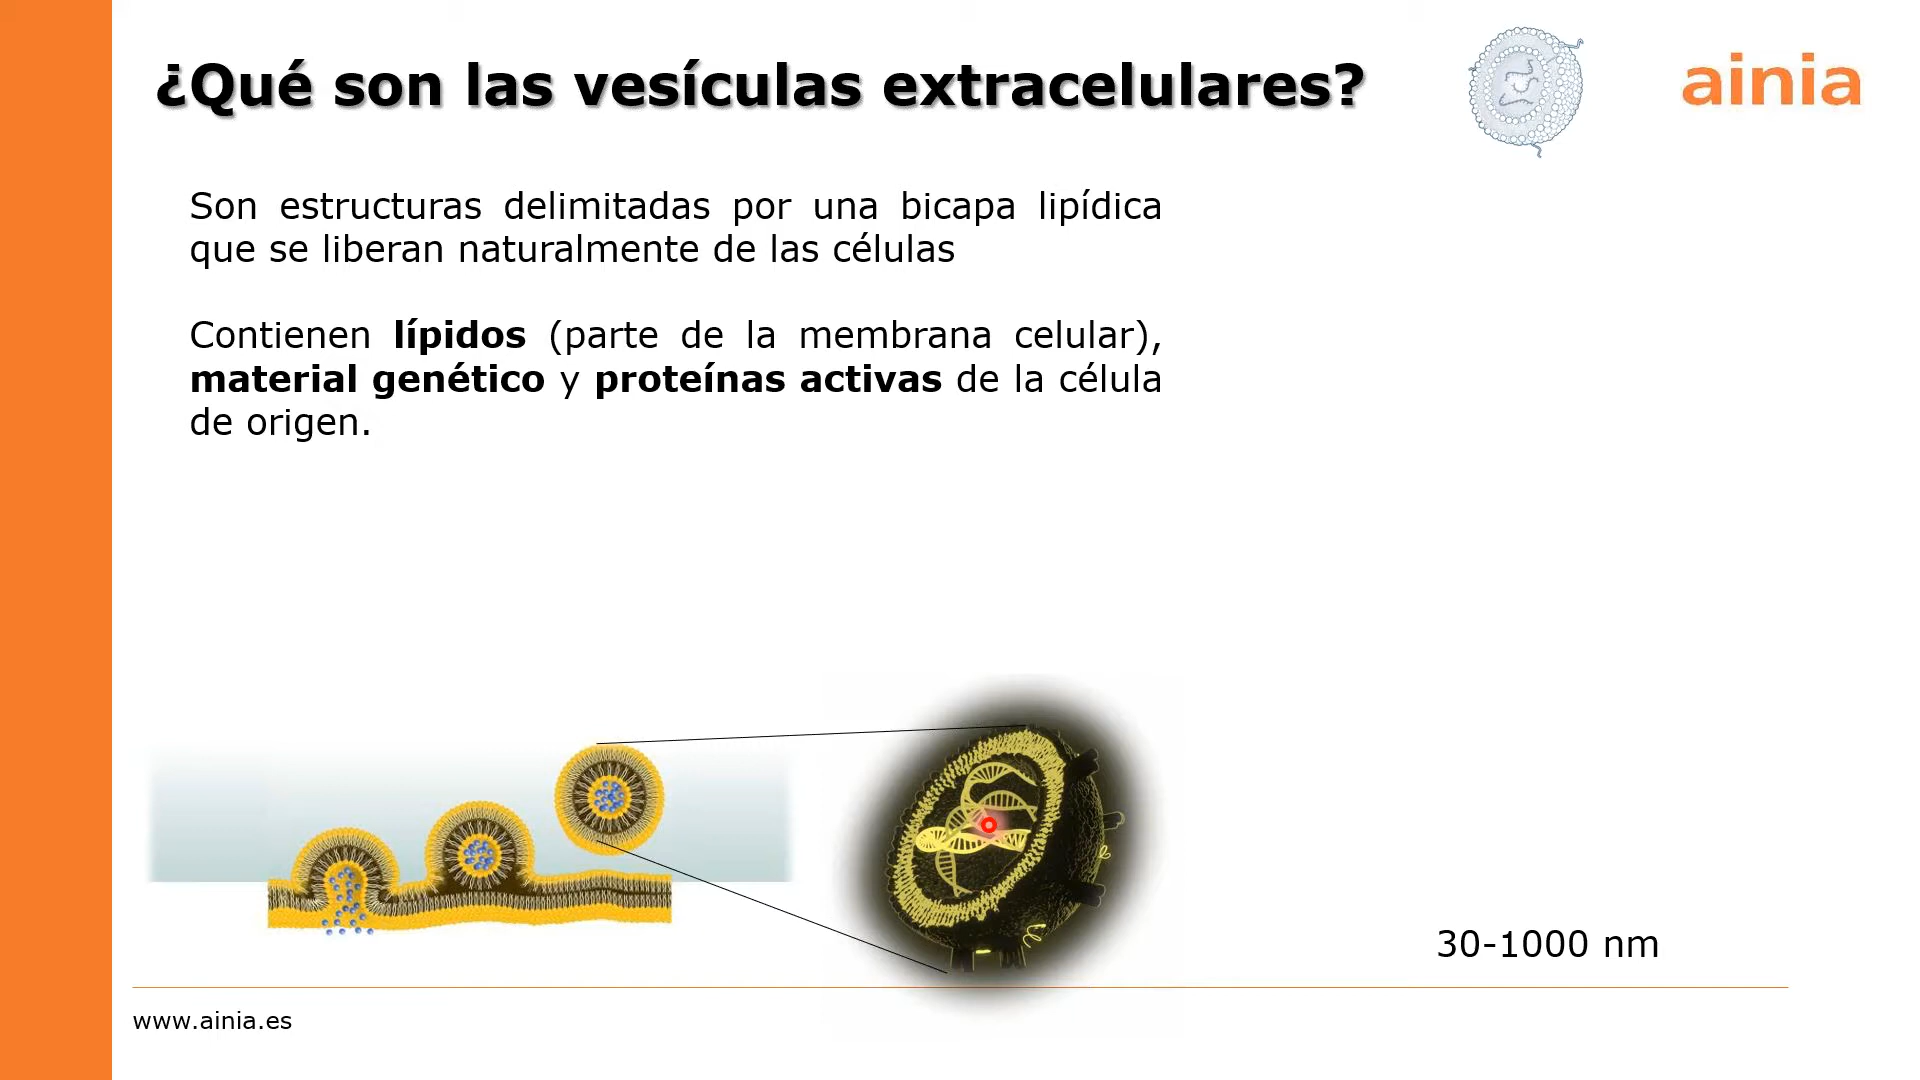 ¿Qué son las vesículas extracelulares?
ainia
Son estructuras delimitadas por una bicapa lipídica
que se liberan naturalmente de las células
Contienen lípidos (parte de la membrana celular),
material genético y proteínas activas de la célula
de origen.
30-1000 nm
www.ainia.es